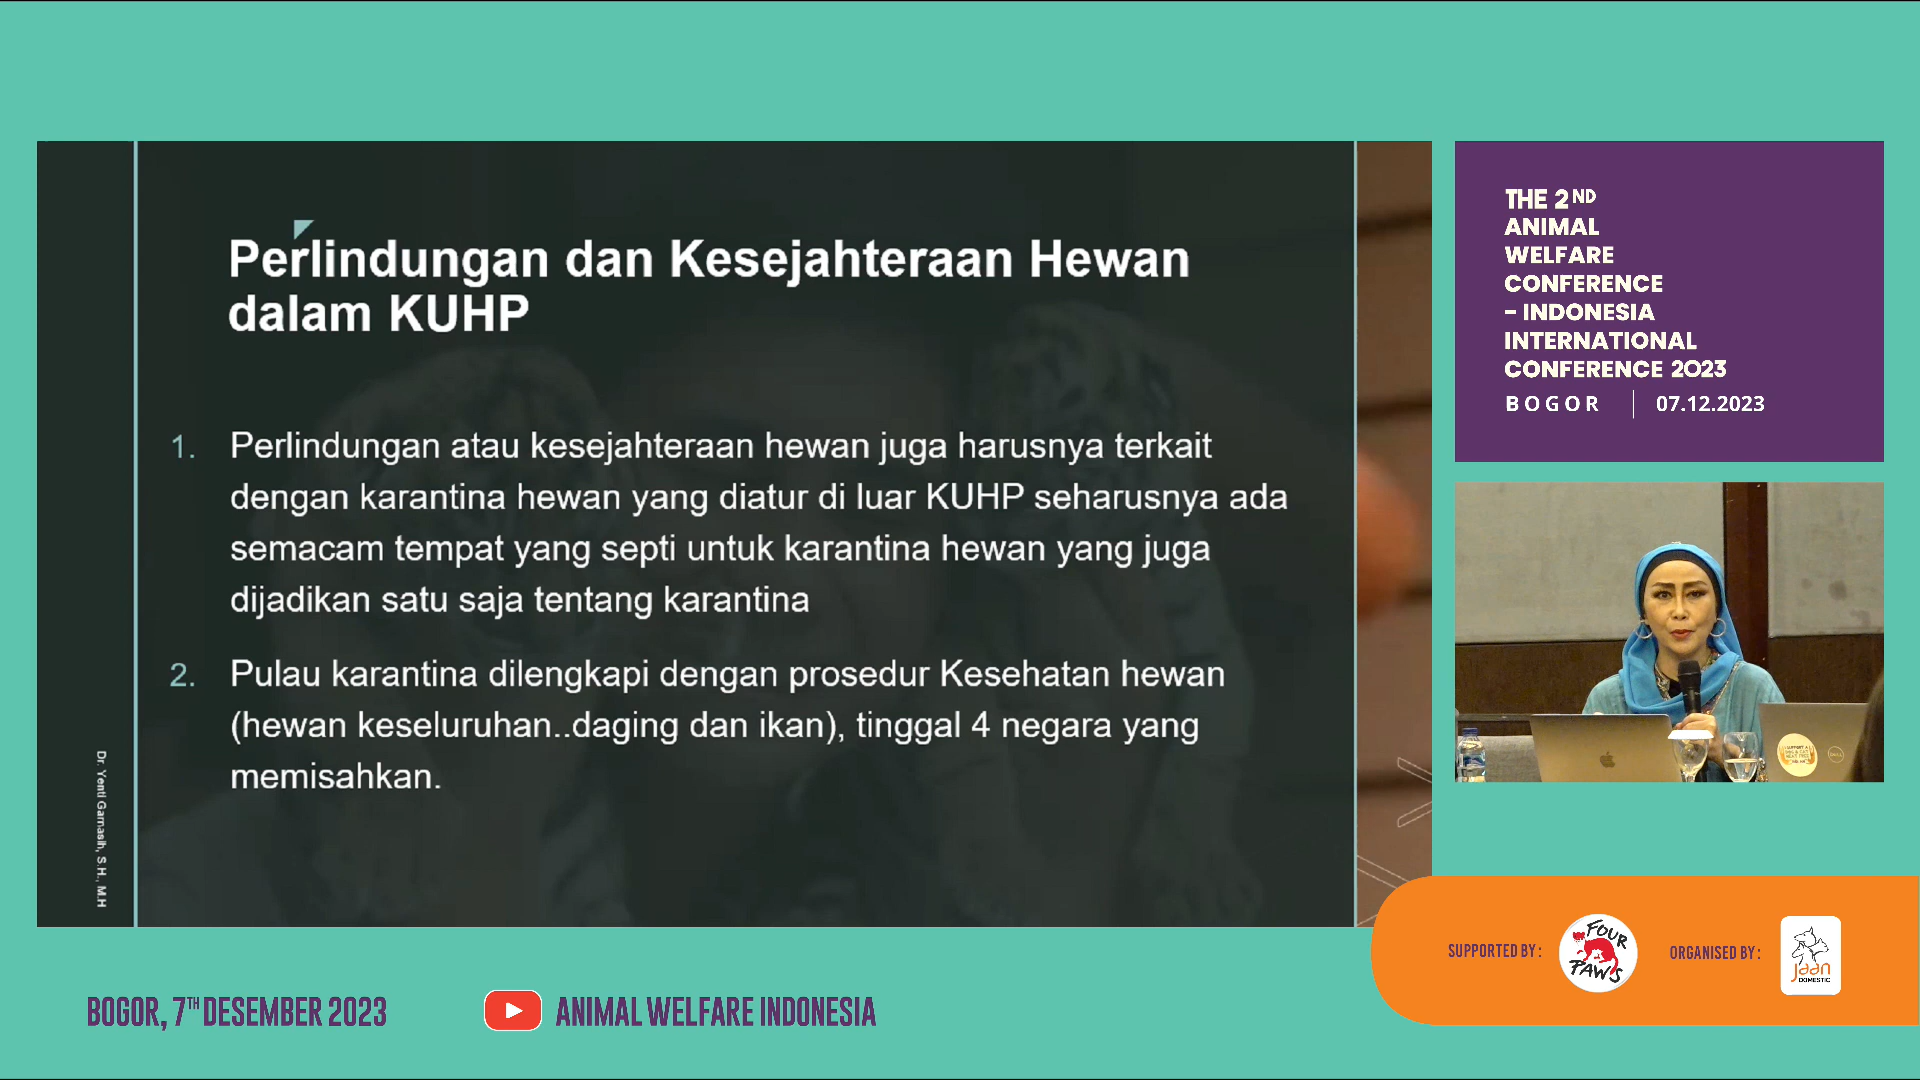 Perlindungan dan Kesejahteraan Hewan
dalam KUHP
1. Perlindungan atau kesejahteraan hewan juga harusnya terkait
dengan karantina hewan yang diatur di luar KUHP seharusnya ada
semacam tempat yang septi untuk karantina hewan yang juga
dijadikan satu saja tentang karantina
2. Pulau karantina dilengkapi dengan prosedur Kesehatan hewan
(hewan keseluruhan..daging dan ikan), tinggal 4 negara yang
memisahkan.
Dr. Yenti Garnasih, S.H., M.H
THE 2ND
ANIMAL
WELFARE
CONFERENCE
- INDONESIA
INTERNATIONAL
CONFERENCE 2023
BOGOR | 07.12.2023
SUPPORTED BY :
FOUR
PAWS
ORGANISED BY :
jaan
DOMESTIC
BOGOR, 7TH DESEMBER 2023
ANIMAL WELFARE INDONESIA